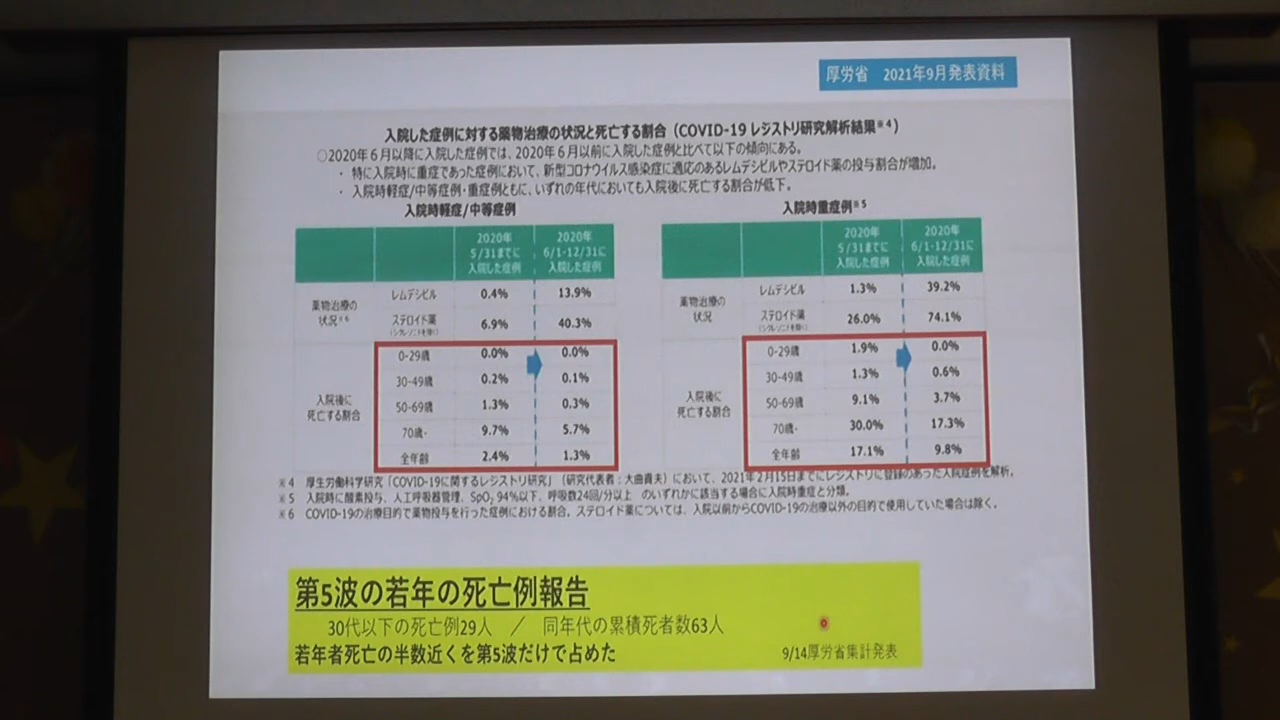 厚労省 2021年9月発表資料
入院した症例に対する薬物治療の状況と死亡する割合（COVID-19 レジストリ研究解析結果※4）
○2020年6月以降に入院した症例では、2020年6月以前に入院した症例と比べて以下の傾向にある。
・ 特に入院時に重症であった症例において、新型コロナウイルス感染症に適応のあるレムデシビルやステロイド薬の投与割合が増加。
・ 入院時軽症/中等症例・重症例ともに、いずれの年代においても入院後に死亡する割合が低下。
入院時軽症/中等症例
2020年 5/31までに 入院した症例 2020年 6/1-12/31に 入院した症例
薬物治療の状況※6
レムデシビル 0.4% 13.9%
ステロイド薬 6.9% 40.3%
(シクレソニドを除く)
入院後に死亡する割合
0-29歳 0.0% 0.0%
30-49歳 0.2% 0.1%
50-69歳 1.3% 0.3%
70歳- 9.7% 5.7%
全年齢 2.4% 1.3%
入院時重症例※5
2020年 5/31までに 入院した症例 2020年 6/1-12/31に 入院した症例
薬物治療の状況
レムデシビル 1.3% 39.2%
ステロイド薬 26.0% 74.1%
(シクレソニドを除く)
入院後に死亡する割合
0-29歳 1.9% 0.0%
30-49歳 1.3% 0.6%
50-69歳 9.1% 3.7%
70歳- 30.0% 17.3%
全年齢 17.1% 9.8%
※4 厚生労働科学研究「COVID-19に関するレジストリ研究」（研究代表者：大曲貴夫）において、2021年2月15日までにレジストリに登録のあった入院症例を解析。
※5 入院時に酸素投与、人工呼吸器管理、SpO2 94%以下、呼吸数24回/分以上 のいずれかに該当する場合に入院時重症と分類。
※6 COVID-19の治療目的で薬物投与を行った症例における割合。ステロイド薬については、入院以前からCOVID-19の治療以外の目的で使用していた場合は除く。
第5波の若年の死亡例報告
30代以下の死亡例29人 ／ 同年代の累積死者数63人
若年者死亡の半数近くを第5波だけで占めた
9/14厚労省集計発表